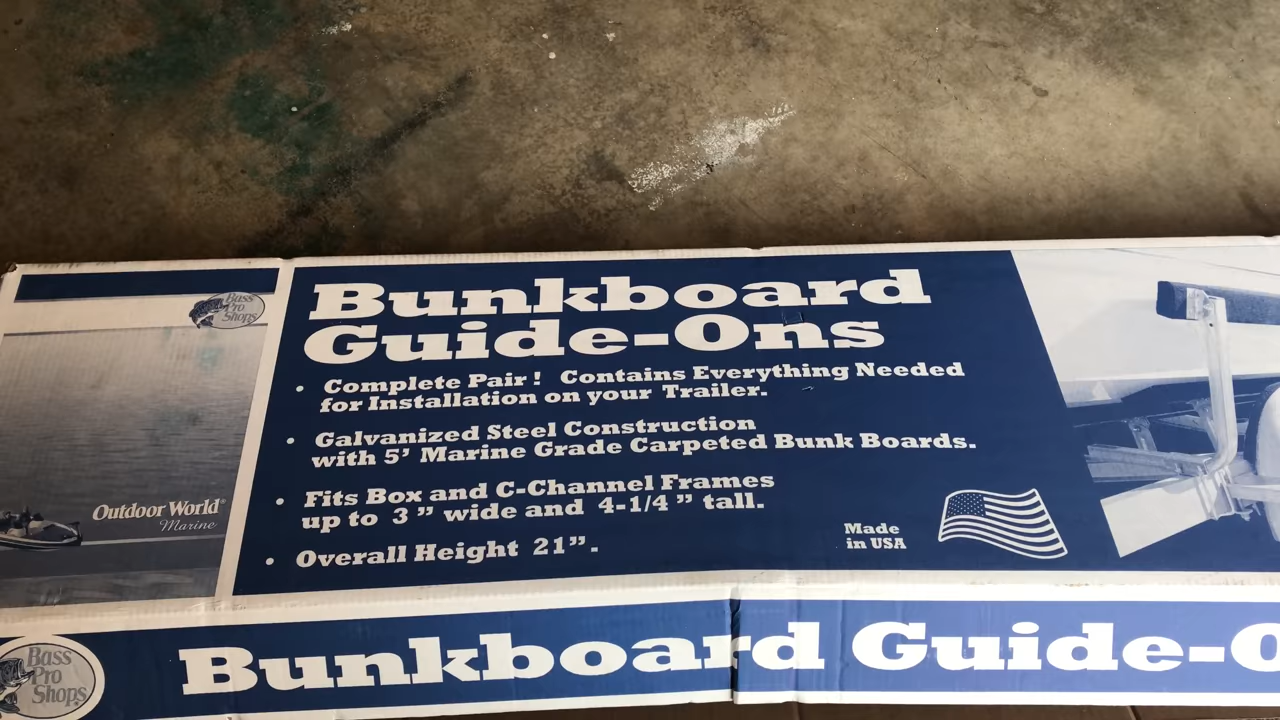 Bass
Pro
Shops
Outdoor World®
Marine
Bunkboard
Guide-Ons
• Complete Pair ! Contains Everything Needed
for Installation on your Trailer.
• Galvanized Steel Construction
with 5' Marine Grade Carpeted Bunk Boards.
• Fits Box and C-Channel Frames
up to 3 " wide and 4-1/4 " tall.
• Overall Height 21".
Made
in USA
Bass
Pro
Shops
Bunkboard Guide-O